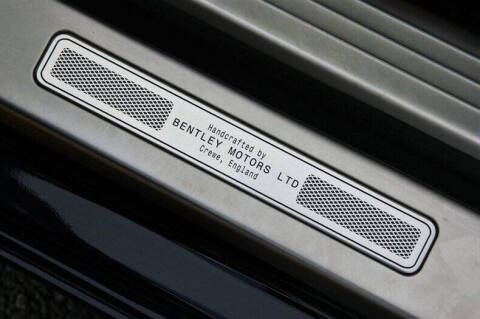 Handcrafted by
BENTLEY MOTORS LTD
Crewe, England